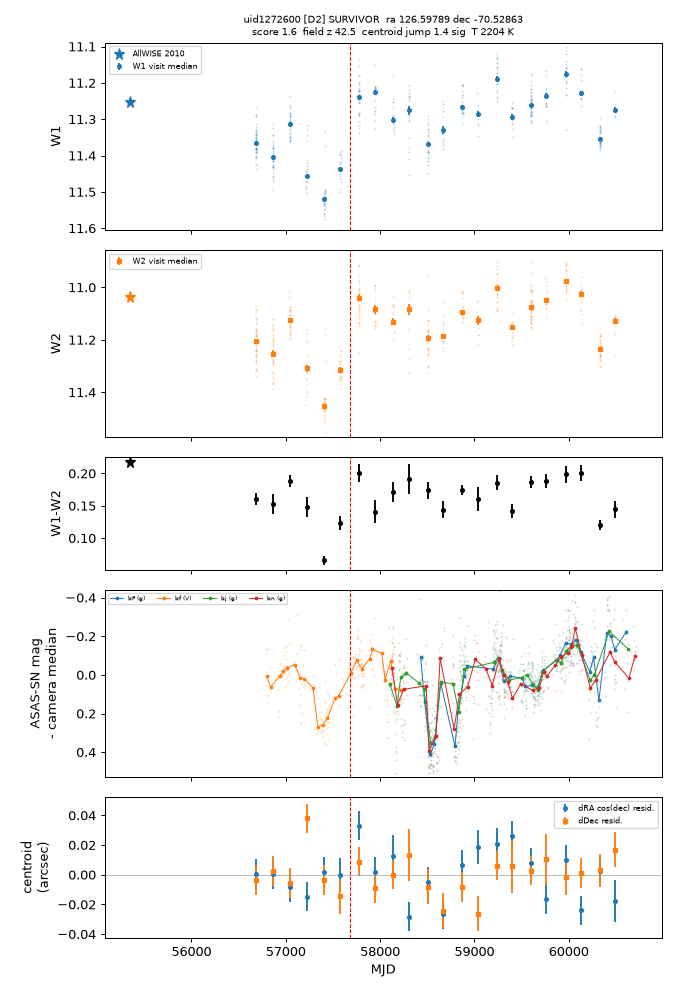 uid1272600 [D2] SURVIVOR  ra 126.59789 dec -70.52863
score 1.6  field z 42.5  centroid jump 1.4 sig  T 2204 K
AllWISE 2010
W1 visit median
11.1
11.2
11.3
11.4
11.5
11.6
W1
W2 visit median
11.0
11.2
11.4
W2
0.20
0.15
0.10
W1-W2
−0.4
−0.2
0.0
0.2
0.4
ASAS-SN mag
- camera median
(g)
(V)
(g)
(g)
dRA cos(dec) resid.
dDec resid.
0.04
0.02
0.00
−0.02
−0.04
centroid
(arcsec)
56000
57000
58000
59000
60000
MJD